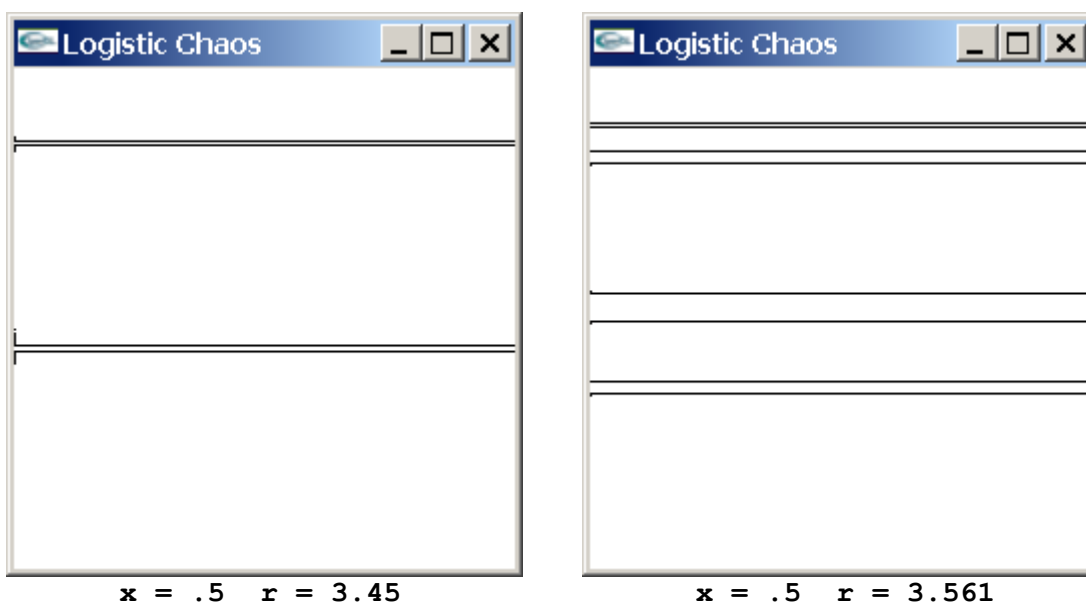 Logistic Chaos
Logistic Chaos
x = .5 r = 3.45
x = .5 r = 3.561